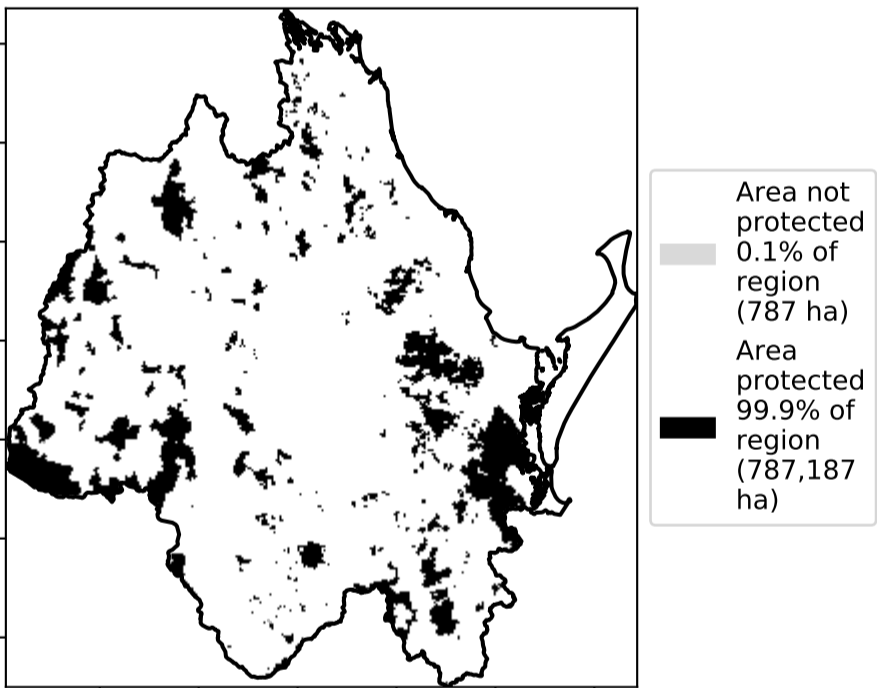 Area not
protected
0.1% of
region
(787 ha)
Area
protected
99.9% of
region
(787,187
ha)